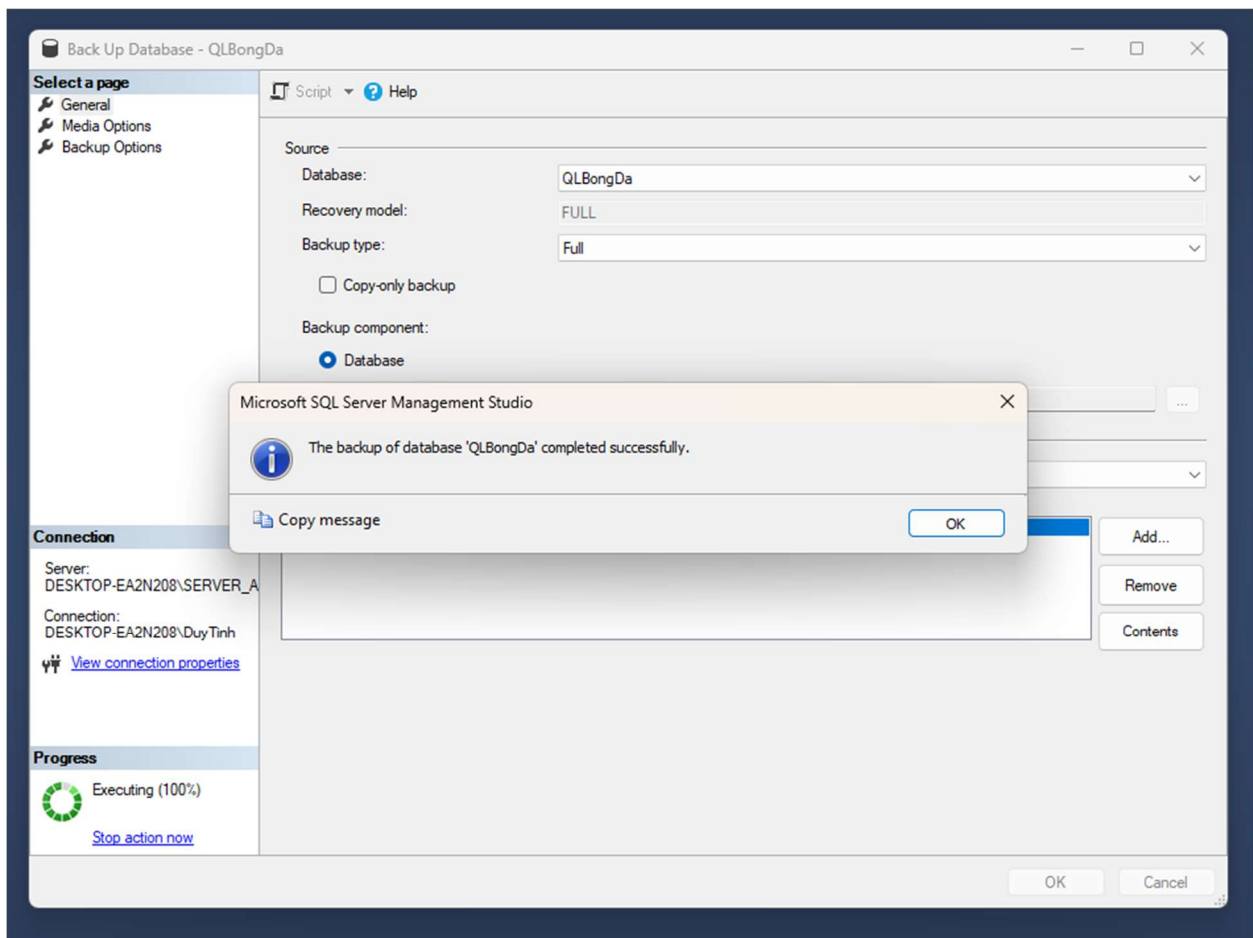 Back Up Database - QLBongDa
Select a page
General
Media Options
Backup Options
Script
Help
Source
Database:
QLBongDa
Recovery model:
FULL
Backup type:
Full
Copy-only backup
Backup component:
Database
...
Microsoft SQL Server Management Studio
The backup of database 'QLBongDa' completed successfully.
Copy message
OK
Add...
Remove
Contents
Connection
Server:
DESKTOP-EA2N208\SERVER_A
Connection:
DESKTOP-EA2N208\DuyTinh
View connection properties
Progress
Executing (100%)
Stop action now
OK
Cancel